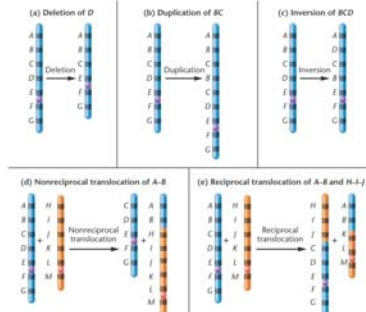 (a) Deletion of D
A
B
C
D
E
F
G
Deletion
A
B
C
E
F
G
(b) Duplication of BC
A
B
C
D
E
F
G
Duplication
A
B
C
B
C
D
E
F
G
(c) Inversion of BCD
A
B
C
D
E
F
G
Inversion
A
C
E
F
G
(d) Nonreciprocal translocation of A–B
A
B
C
D
E
F
G
+
H
I
J
K
L
M
Nonreciprocal
translocation
C
D
E
F
G
+
A
B
H
I
J
K
L
M
(e) Reciprocal translocation of A–B and H–I–J
A
B
C
D
E
F
G
+
H
I
J
K
L
M
Reciprocal
translocation
H
I
J
C
D
E
F
G
+
A
B
K
L
M